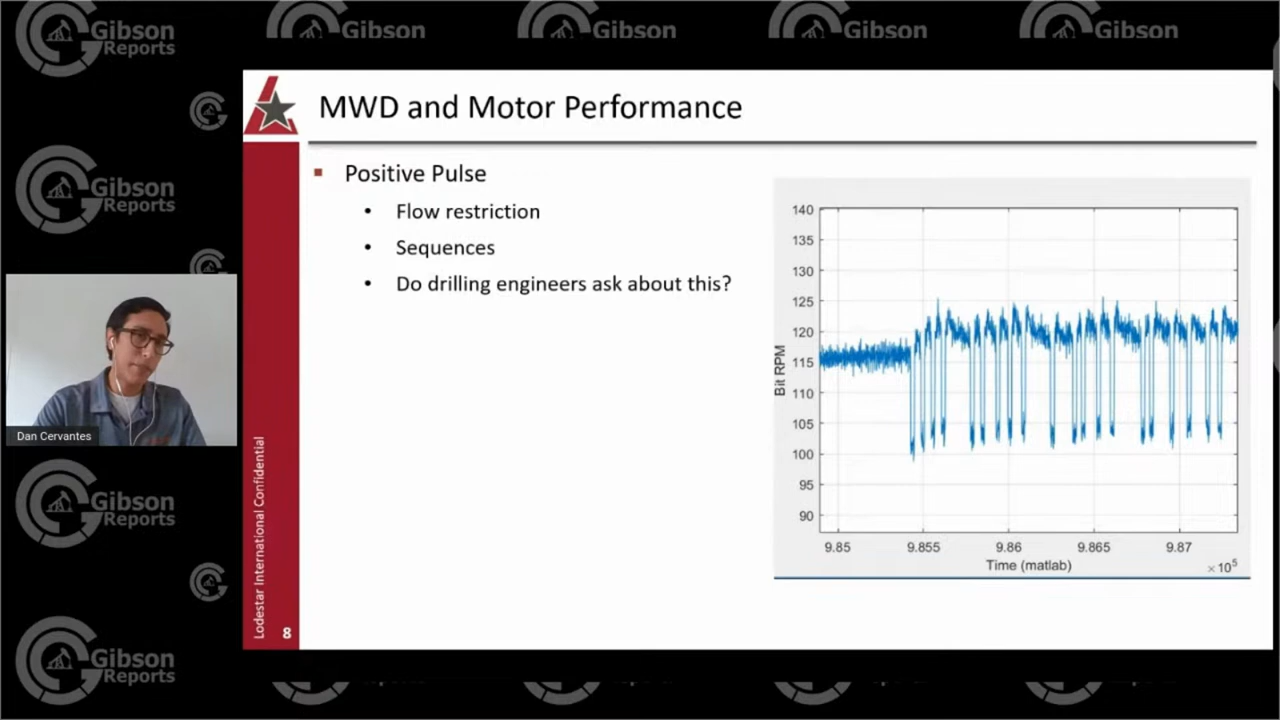 Gibson
Reports
Gibson
Gibson
Gibson
Gibson
MWD and Motor Performance
Positive Pulse
Flow restriction
Sequences
Do drilling engineers ask about this?
Gibson
Reports
Gibson
Reports
Dan Cervantes
Gibson
Reports
Gibson
Reports
Lodestar International Confidential
8
140
135
130
125
120
115
110
105
100
95
90
Bit RPM
9.85
9.855
9.86
9.865
9.87
Time (matlab)
×10⁵